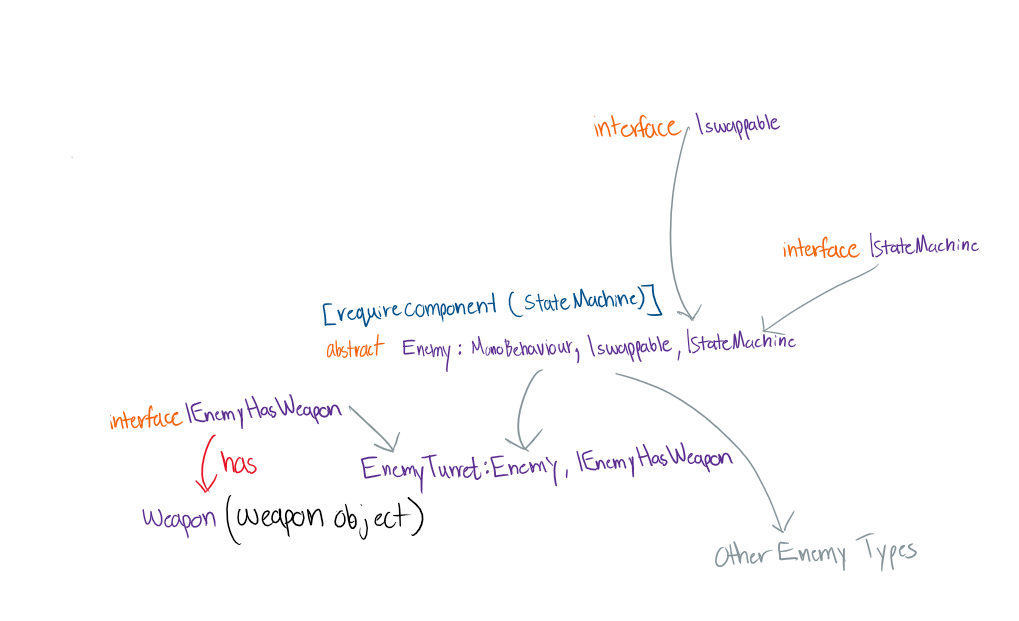 interface Iswappable
interface IStateMachine
[requireComponent (StateMachine)]
abstract Enemy : MonoBehaviour, Iswappable, IStateMachine
interface IEnemyHasWeapon
has
EnemyTurret : Enemy, IEnemyHasWeapon
Weapon (weapon object)
Other Enemy Types